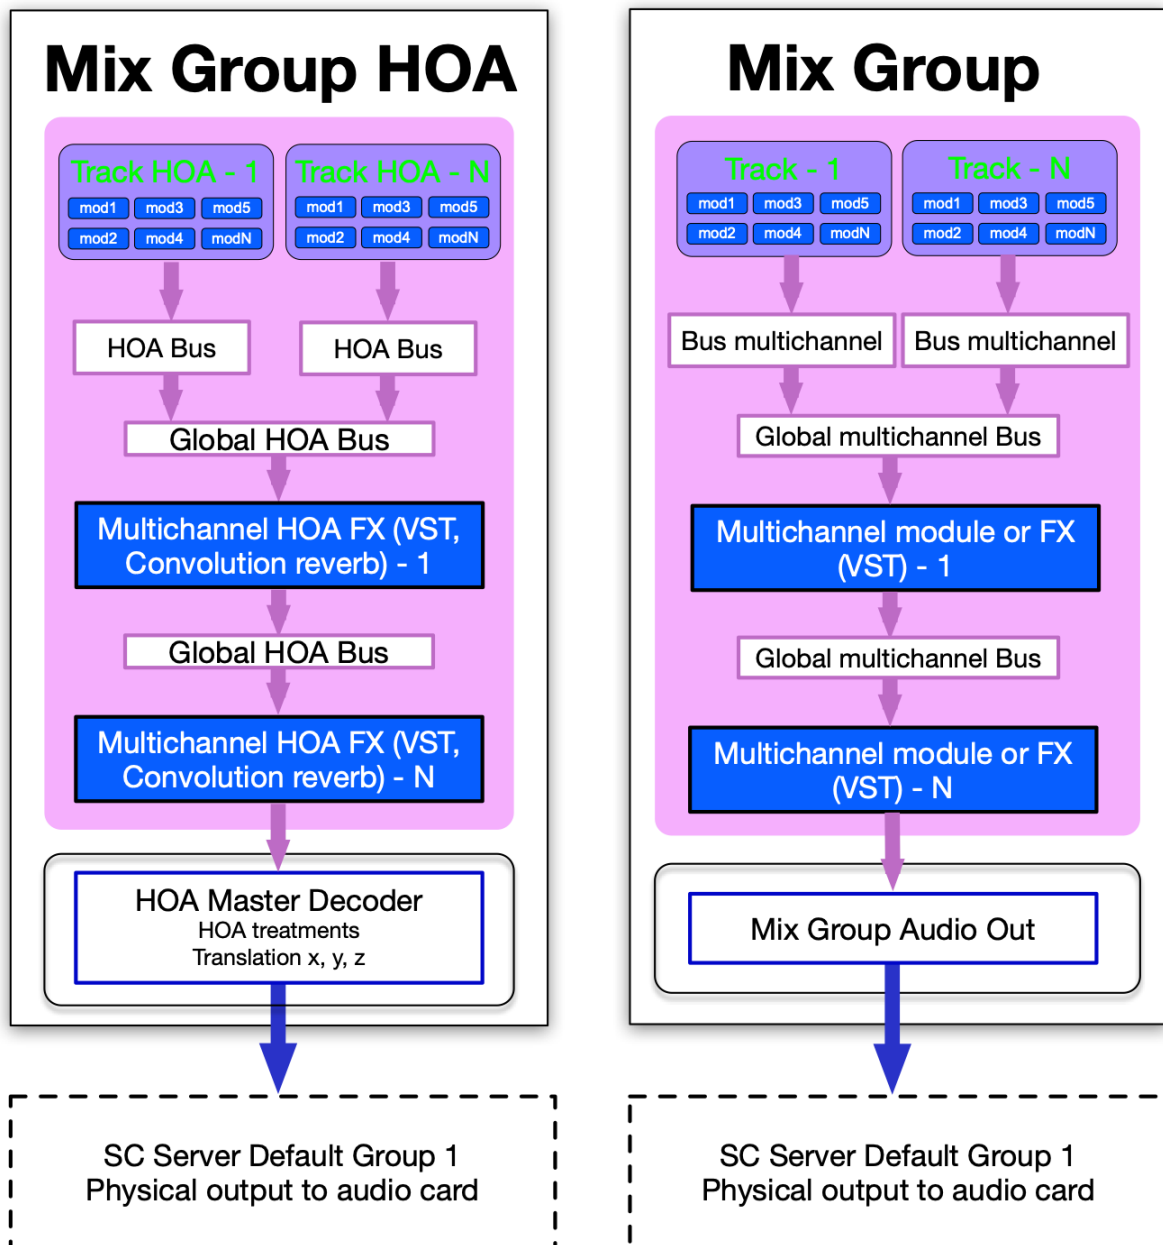 Mix Group HOA
Track HOA - 1
mod1 mod3 mod5
mod2 mod4 modN
Track HOA - N
mod1 mod3 mod5
mod2 mod4 modN
HOA Bus
HOA Bus
Global HOA Bus
Multichannel HOA FX (VST,
Convolution reverb) - 1
Global HOA Bus
Multichannel HOA FX (VST,
Convolution reverb) - N
HOA Master Decoder
HOA treatments
Translation x, y, z
SC Server Default Group 1
Physical output to audio card
Mix Group
Track - 1
mod1 mod3 mod5
mod2 mod4 modN
Track - N
mod1 mod3 mod5
mod2 mod4 modN
Bus multichannel
Bus multichannel
Global multichannel Bus
Multichannel module or FX
(VST) - 1
Global multichannel Bus
Multichannel module or FX
(VST) - N
Mix Group Audio Out
SC Server Default Group 1
Physical output to audio card